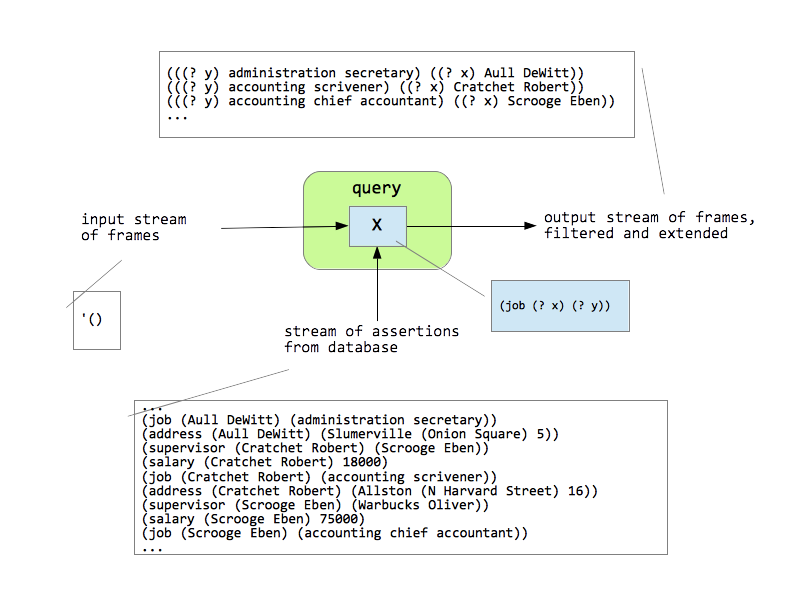 (((? y) administration secretary) ((? x) Aull DeWitt))
(((? y) accounting scrivener) ((? x) Cratchet Robert))
(((? y) accounting chief accountant) ((? x) Scrooge Eben))
...
query
X
input stream
of frames
output stream of frames,
filtered and extended
'()
(job (? x) (? y))
stream of assertions
from database
...
(job (Aull DeWitt) (administration secretary))
(address (Aull DeWitt) (Slumerville (Onion Square) 5))
(supervisor (Cratchet Robert) (Scrooge Eben))
(salary (Cratchet Robert) 18000)
(job (Cratchet Robert) (accounting scrivener))
(address (Cratchet Robert) (Allston (N Harvard Street) 16))
(supervisor (Scrooge Eben) (Warbucks Oliver))
(salary (Scrooge Eben) 75000)
(job (Scrooge Eben) (accounting chief accountant))
...